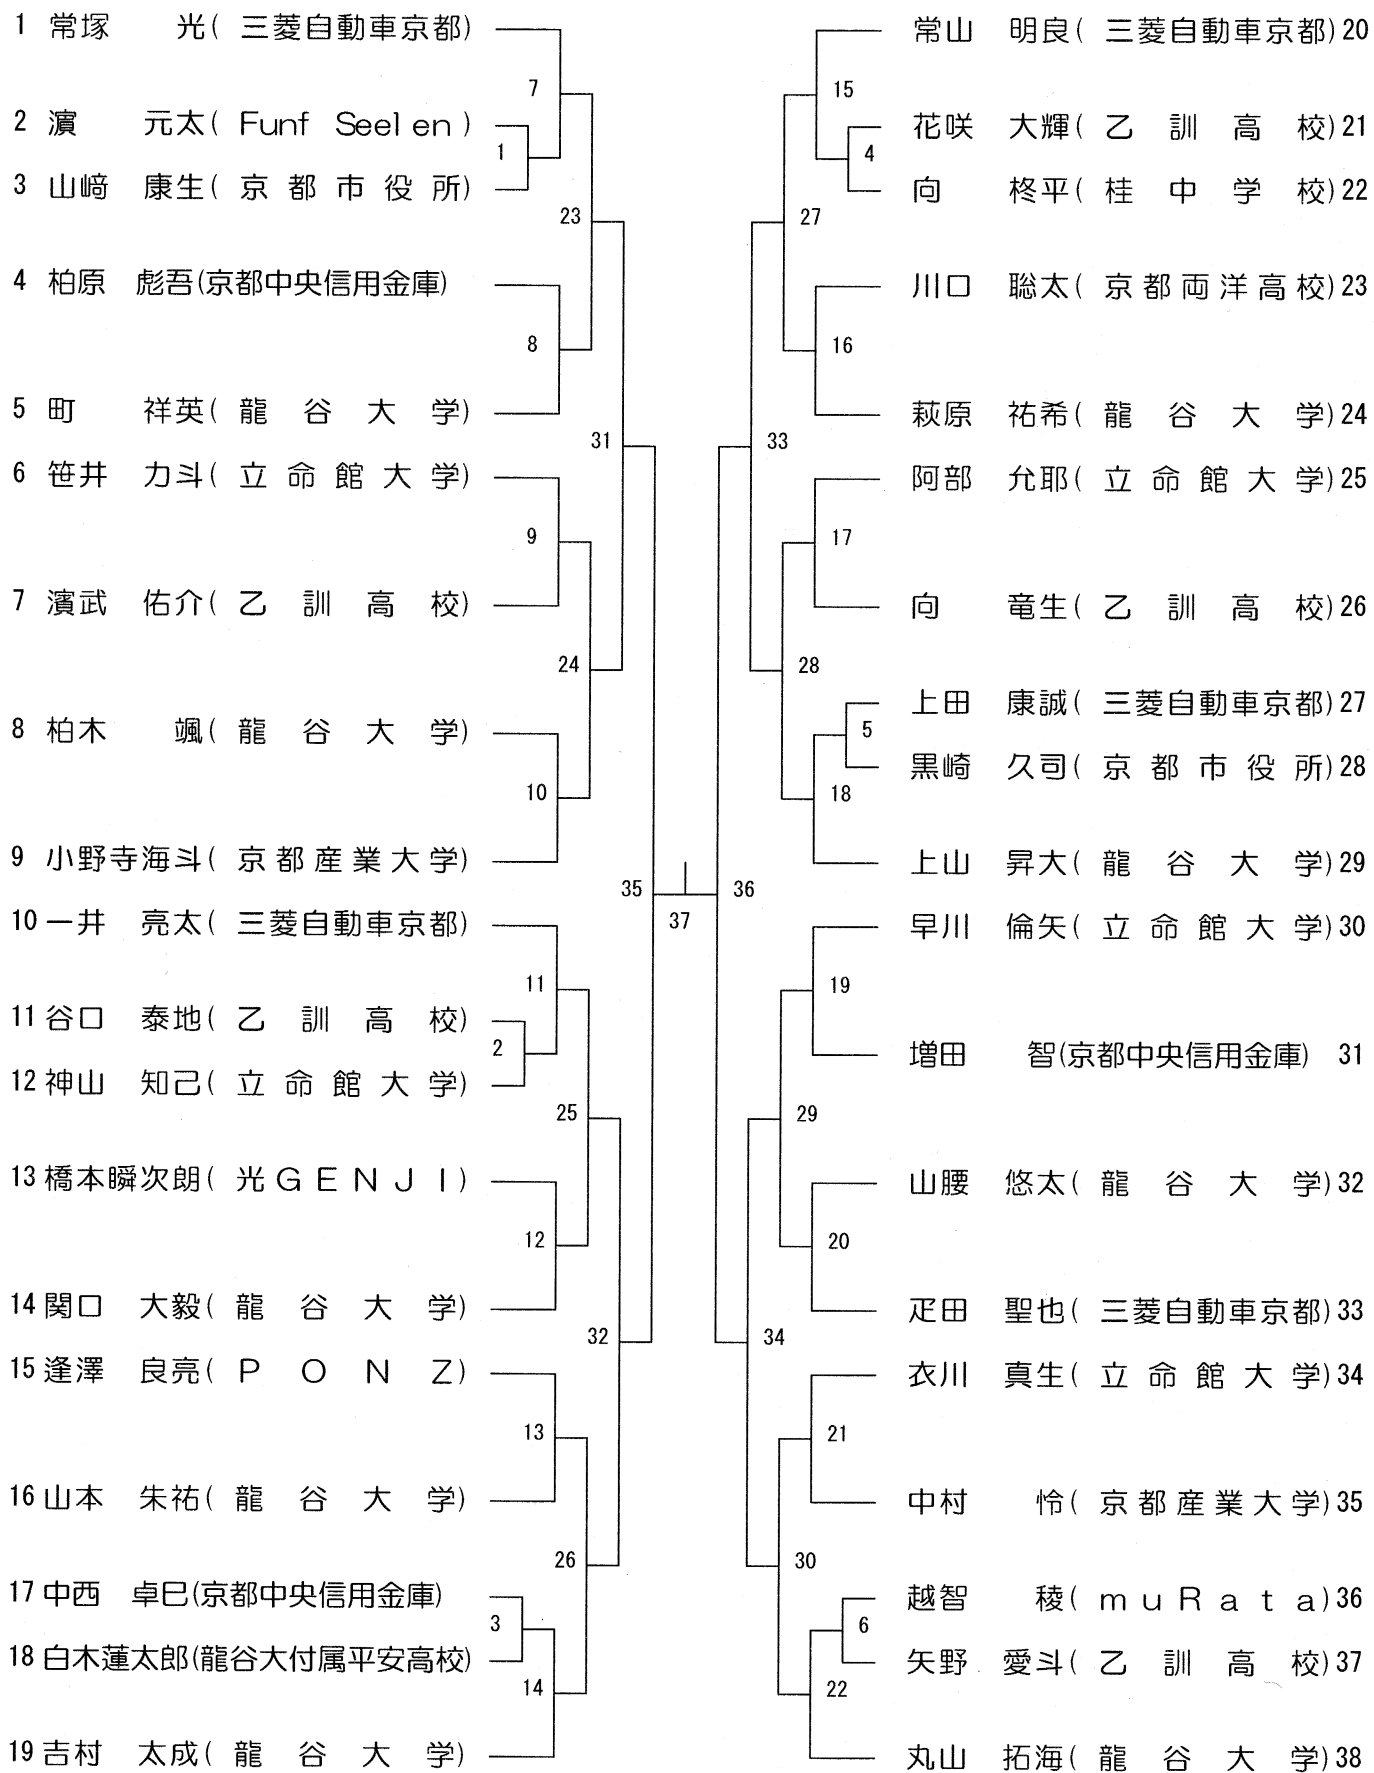 1 常塚 光( 三菱自動車京都)
2 濵 元太( Funf Seelen)
3 山﨑 康生( 京都市役所)
4 柏原 彪吾(京都中央信用金庫)
5 町 祥英( 龍谷大学)
6 笹井 力斗( 立命館大学)
7 濱武 佑介( 乙訓高校)
8 柏木 颯( 龍谷大学)
9 小野寺海斗( 京都産業大学)
10 一井 亮太( 三菱自動車京都)
11 谷口 泰地( 乙訓高校)
12 神山 知己( 立命館大学)
13 橋本瞬次朗( 光GENJI)
14 関口 大毅( 龍谷大学)
15 逢澤 良亮( PONZ)
16 山本 朱祐( 龍谷大学)
17 中西 卓巳(京都中央信用金庫)
18 白木蓮太郎(龍谷大付属平安高校)
19 吉村 太成( 龍谷大学)
7
1
23
8
31
9
24
10
35
11
2
25
12
32
13
26
3
14
37
36
15
4
27
16
33
17
28
5
18
19
29
20
34
21
30
6
22
常山 明良( 三菱自動車京都)20
花咲 大輝( 乙訓高校)21
向 柊平( 桂中学校)22
川口 聡太( 京都両洋高校)23
萩原 祐希( 龍谷大学)24
阿部 允耶( 立命館大学)25
向 竜生( 乙訓高校)26
上田 康誠( 三菱自動車京都)27
黒崎 久司( 京都市役所)28
上山 昇大( 龍谷大学)29
早川 倫矢( 立命館大学)30
増田 智(京都中央信用金庫) 31
山腰 悠太( 龍谷大学)32
疋田 聖也( 三菱自動車京都)33
衣川 真生( 立命館大学)34
中村 怜( 京都産業大学)35
越智 稜( muRata)36
矢野 愛斗( 乙訓高校)37
丸山 拓海( 龍谷大学)38